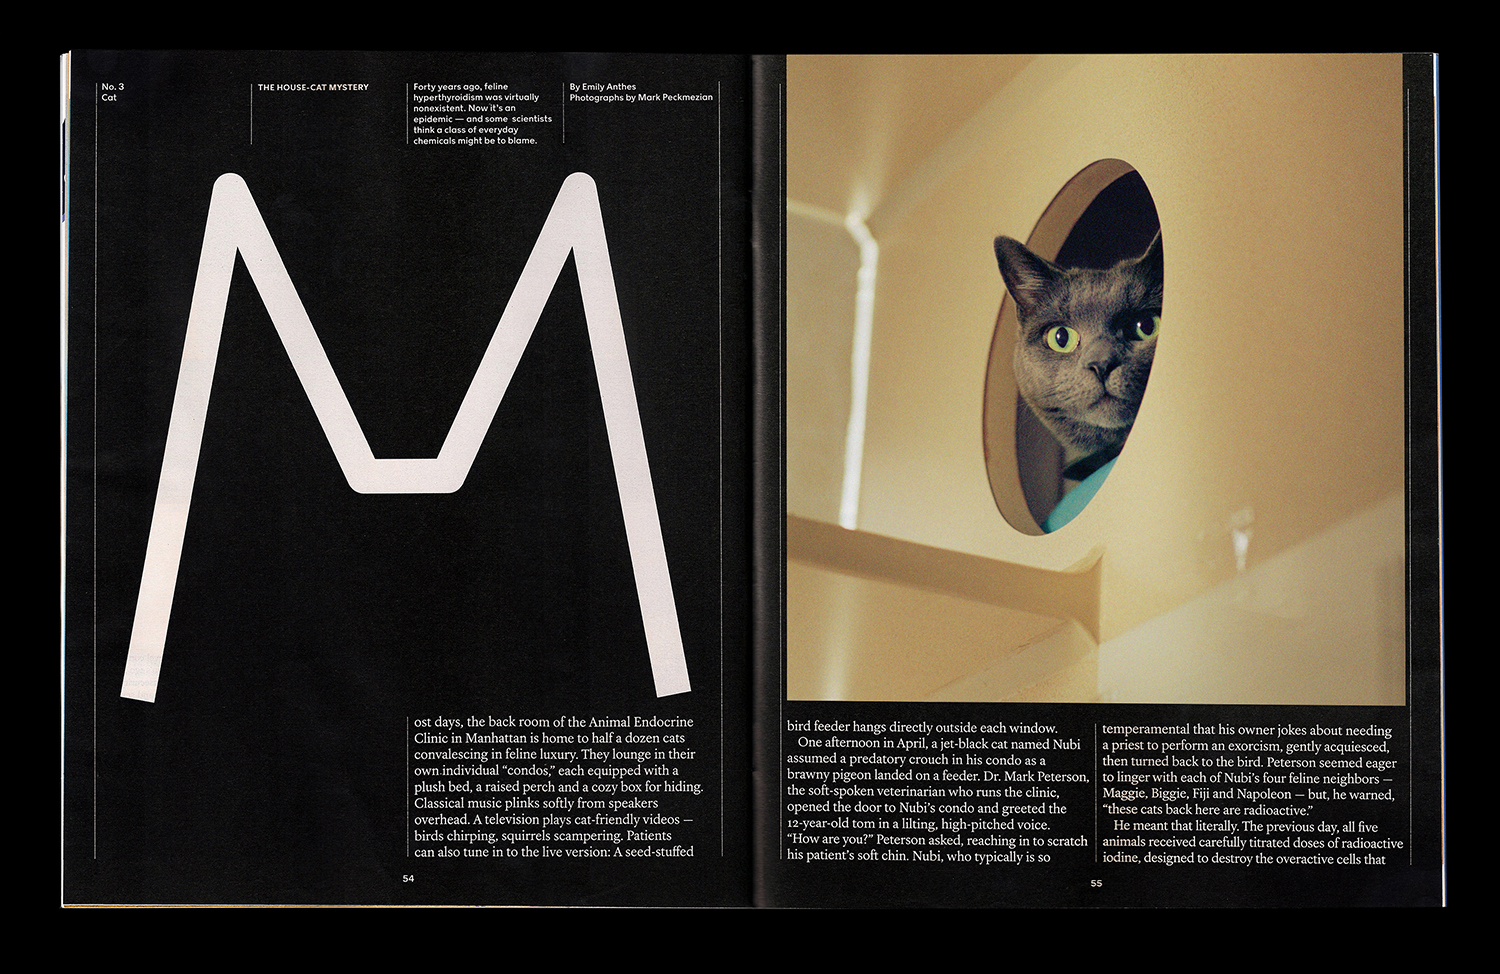 No. 3
Cat
THE HOUSE-CAT MYSTERY
Forty years ago, feline
hyperthyroidism was virtually
nonexistent. Now it's an
epidemic — and some scientists
think a class of everyday
chemicals might be to blame.
By Emily Anthes
Photographs by Mark Peckmezian
M
ost days, the back room of the Animal Endocrine
Clinic in Manhattan is home to half a dozen cats
convalescing in feline luxury. They lounge in their
own individual “condos,” each equipped with a
plush bed, a raised perch and a cozy box for hiding.
Classical music plinks softly from speakers
overhead. A television plays cat-friendly videos —
birds chirping, squirrels scampering. Patients
can also tune in to the live version: A seed-stuffed
54
bird feeder hangs directly outside each window.
One afternoon in April, a jet-black cat named Nubi
assumed a predatory crouch in his condo as a
brawny pigeon landed on a feeder. Dr. Mark Peterson,
the soft-spoken veterinarian who runs the clinic,
opened the door to Nubi's condo and greeted the
12-year-old tom in a lilting, high-pitched voice.
“How are you?” Peterson asked, reaching in to scratch
his patient's soft chin. Nubi, who typically is so
temperamental that his owner jokes about needing
a priest to perform an exorcism, gently acquiesced,
then turned back to the bird. Peterson seemed eager
to linger with each of Nubi's four feline neighbors —
Maggie, Biggie, Fiji and Napoleon — but, he warned,
“these cats back here are radioactive.”
He meant that literally. The previous day, all five
animals received carefully titrated doses of radioactive
iodine, designed to destroy the overactive cells that
55